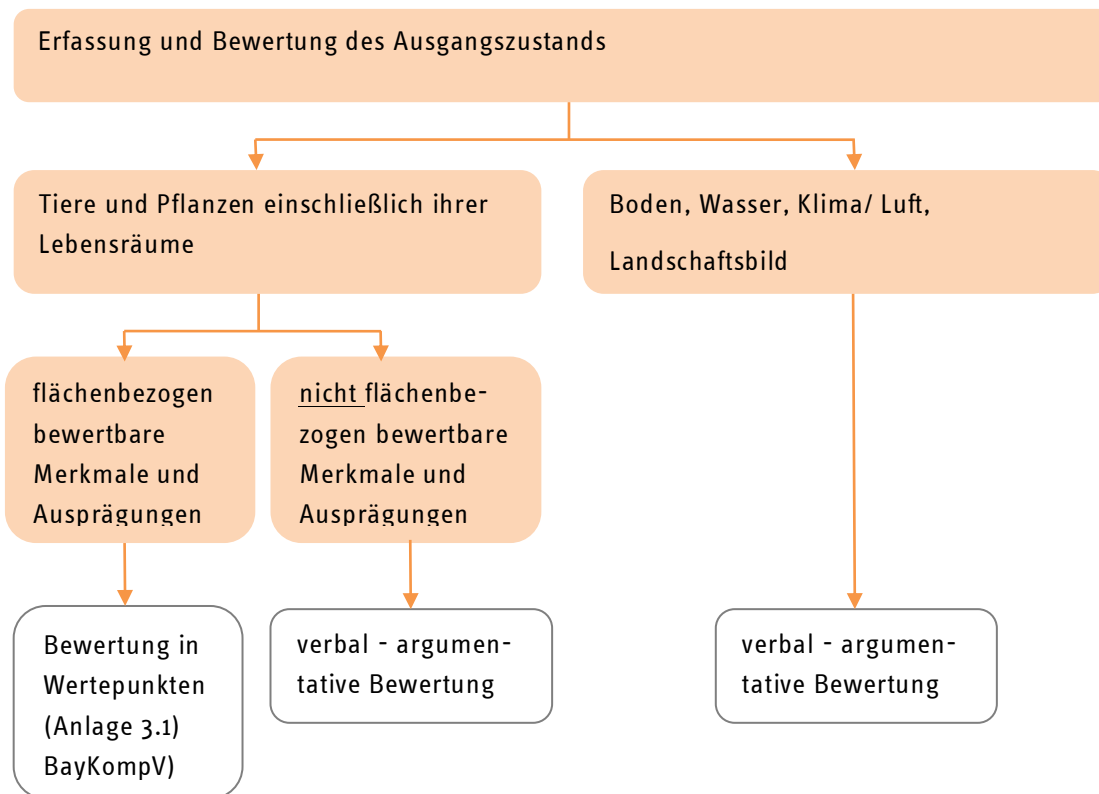 Erfassung und Bewertung des Ausgangszustands
Tiere und Pflanzen einschließlich ihrer
Lebensräume
Boden, Wasser, Klima/ Luft,
Landschaftsbild
flächenbezogen
bewertbare
Merkmale und
Ausprägungen
nicht flächenbe-
zogen bewertbare
Merkmale und
Ausprägungen
Bewertung in
Wertepunkten
(Anlage 3.1)
BayKompV)
verbal - argumen-
tative Bewertung
verbal - argumen-
tative Bewertung